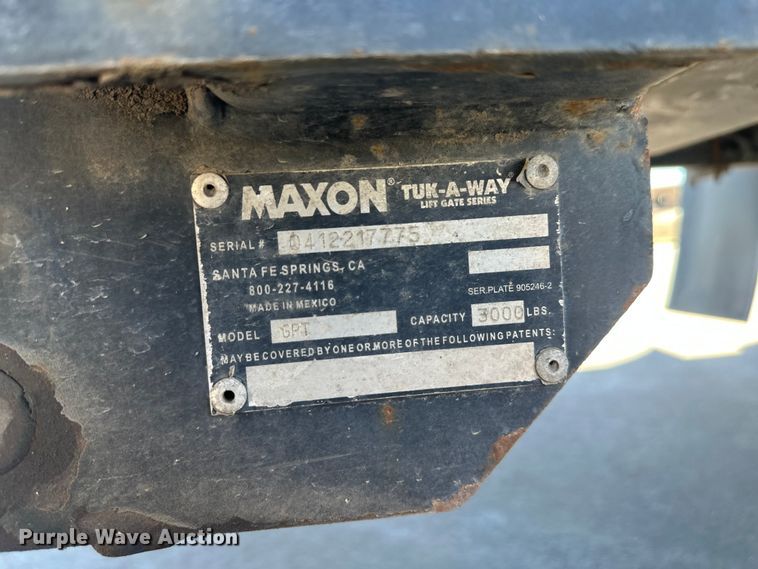 MAXON® TUK-A-WAY®
LIFT GATE SERIES
SERIAL # 0412217775
SANTA FE SPRINGS, CA
800-227-4116
SER.PLATE 905246-2
MADE IN MEXICO
MODEL GPT CAPACITY 3000 LBS.
MAY BE COVERED BY ONE OR MORE OF THE FOLLOWING PATENTS:
Purple Wave Auction